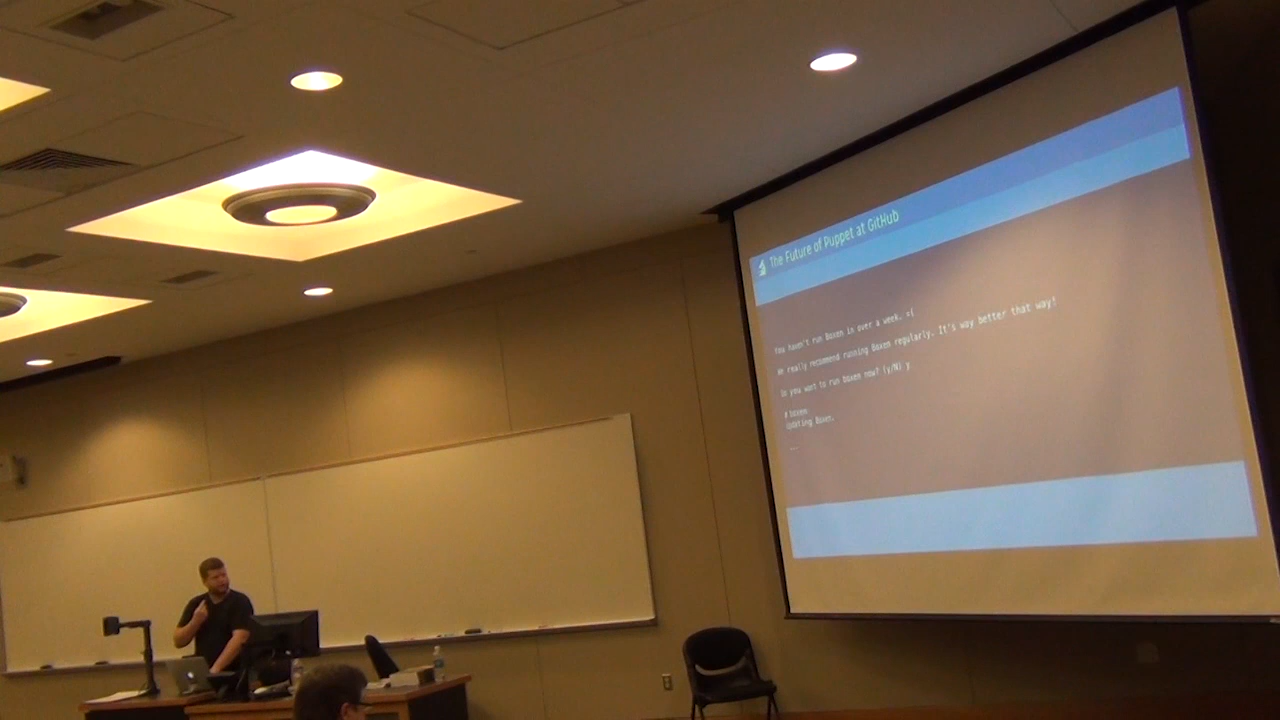 The Future of Puppet at GitHub
You haven't run Boxen in over a week. =(
We really recommend running Boxen regularly. It's way better that way!
Do you want to run boxen now? (y/N) y
# boxen
Updating Boxen.
...